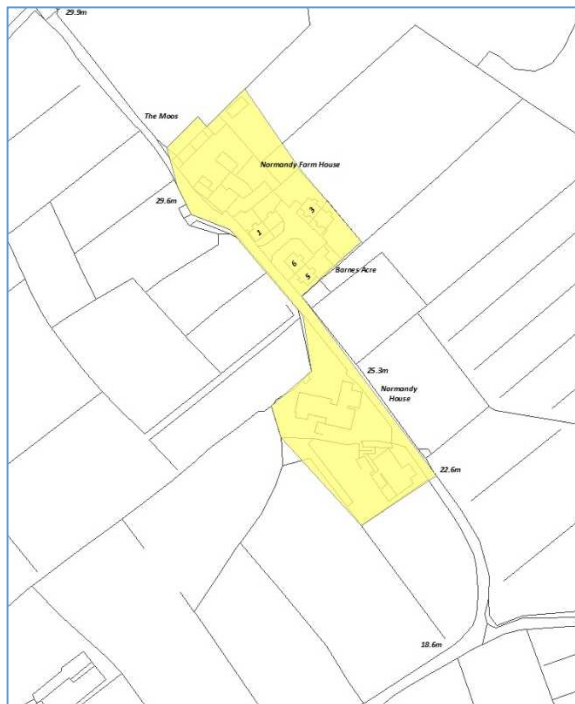 29.9m
The Moos
Normandy Farm House
29.6m
3
1
6
5
Barnes Acre
25.3m
Normandy
House
22.6m
18.6m